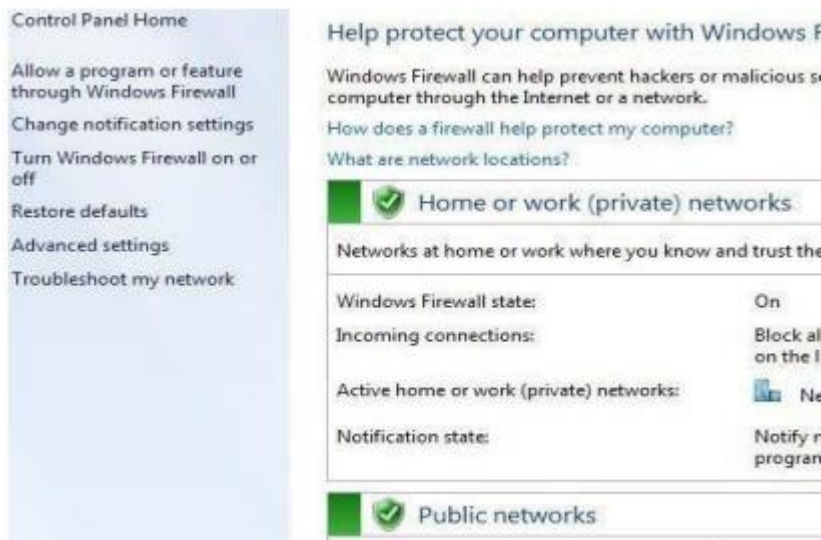 Control Panel Home
Allow a program or feature
through Windows Firewall
Change notification settings
Turn Windows Firewall on or
off
Restore defaults
Advanced settings
Troubleshoot my network
Help protect your computer with Windows
Windows Firewall can help prevent hackers or malicious
computer through the Internet or a network.
How does a firewall help protect my computer?
What are network locations?
Home or work (private) networks
Networks at home or work where you know and trust the
Windows Firewall state:
On
Incoming connections:
Block
on the
Active home or work (private) networks:
Notification state:
Notify
Public networks